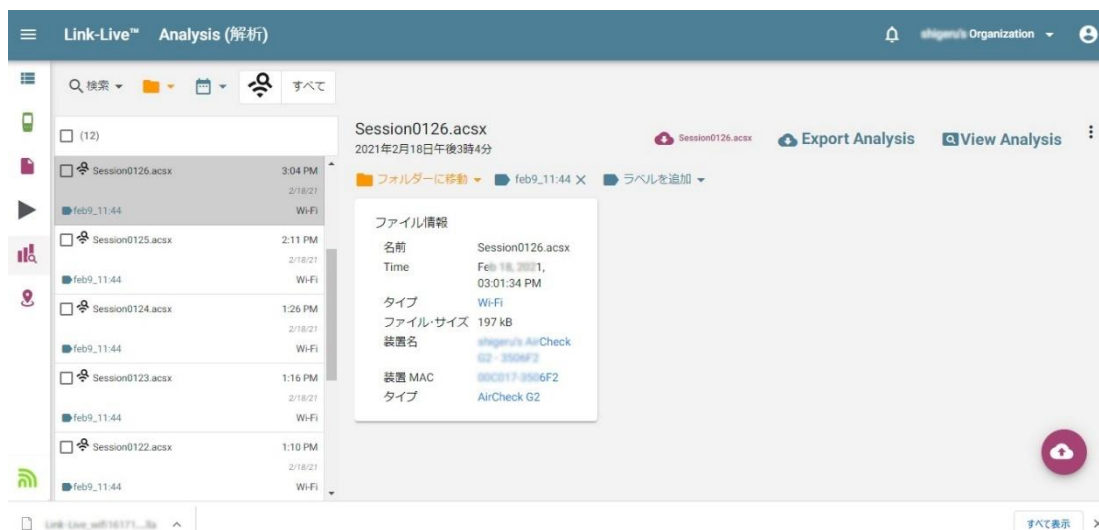 Link-Live™ Analysis (解析)
Organization
検索
すべて
(12)
Session0126.acsx 3:04 PM
2/18/21
feb9_11:44 Wi-Fi
Session0125.acsx 2:11 PM
2/18/21
feb9_11:44 Wi-Fi
Session0124.acsx 1:26 PM
2/18/21
feb9_11:44 Wi-Fi
Session0123.acsx 1:16 PM
2/18/21
feb9_11:44 Wi-Fi
Session0122.acsx 1:10 PM
2/18/21
feb9_11:44 Wi-Fi
Session0126.acsx
2021年2月18日午後3時4分
Session0126.acsx Export Analysis View Analysis
フォルダーに移動 feb9_11:44 × ラベルを追加
ファイル情報
名前 Session0126.acsx
Time Feb 18, 2021,
03:01:34 PM
タイプ Wi-Fi
ファイル・サイズ 197 kB
装置名 shigeru's AirCheck
G2 - 3506F2
装置 MAC 00C017-3506F2
タイプ AirCheck G2
すべて表示